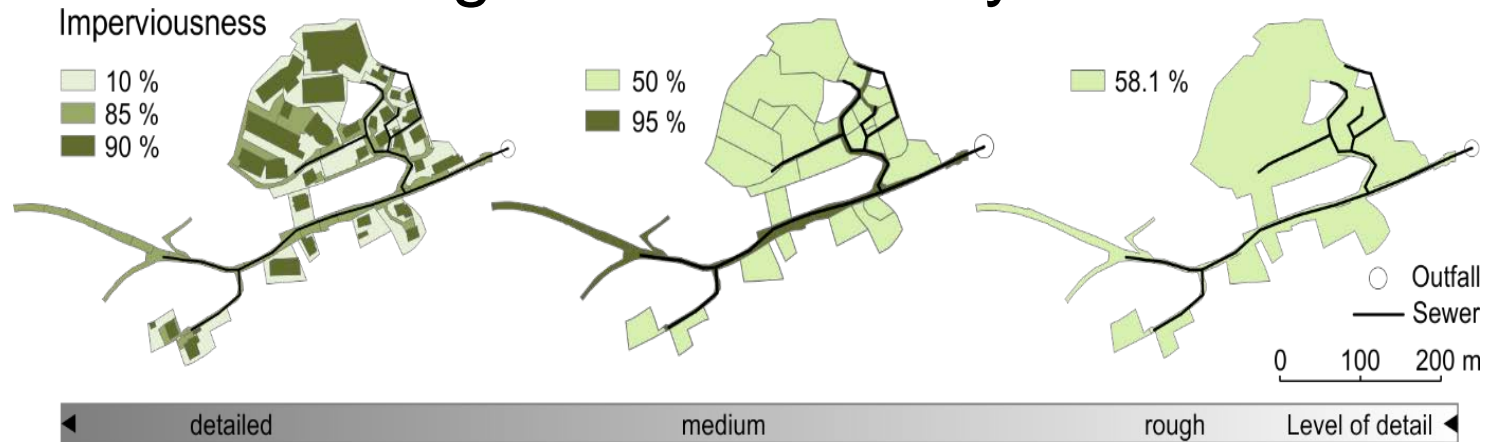 Imperviousness
10 %
85 %
90 %
50 %
95 %
58.1 %
Outfall
Sewer
0 100 200 m
detailed medium rough Level of detail